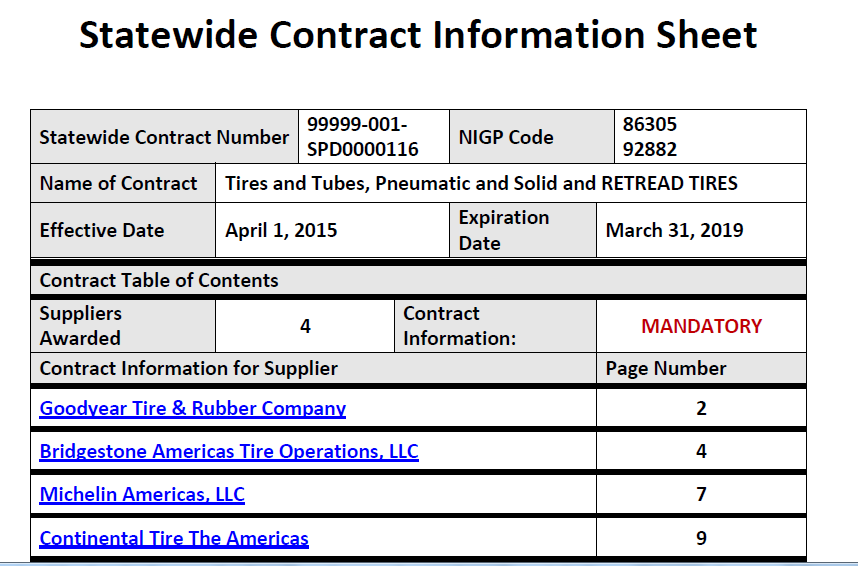 Statewide Contract Information Sheet
Statewide Contract Number
99999-001-
SPD0000116
NIGP Code
86305
92882
Name of Contract
Tires and Tubes, Pneumatic and Solid and RETREAD TIRES
Effective Date
April 1, 2015
Expiration
Date
March 31, 2019
Contract Table of Contents
Suppliers
Awarded
4
Contract
Information:
MANDATORY
Contract Information for Supplier
Page Number
Goodyear Tire & Rubber Company
2
Bridgestone Americas Tire Operations, LLC
4
Michelin Americas, LLC
7
Continental Tire The Americas
9